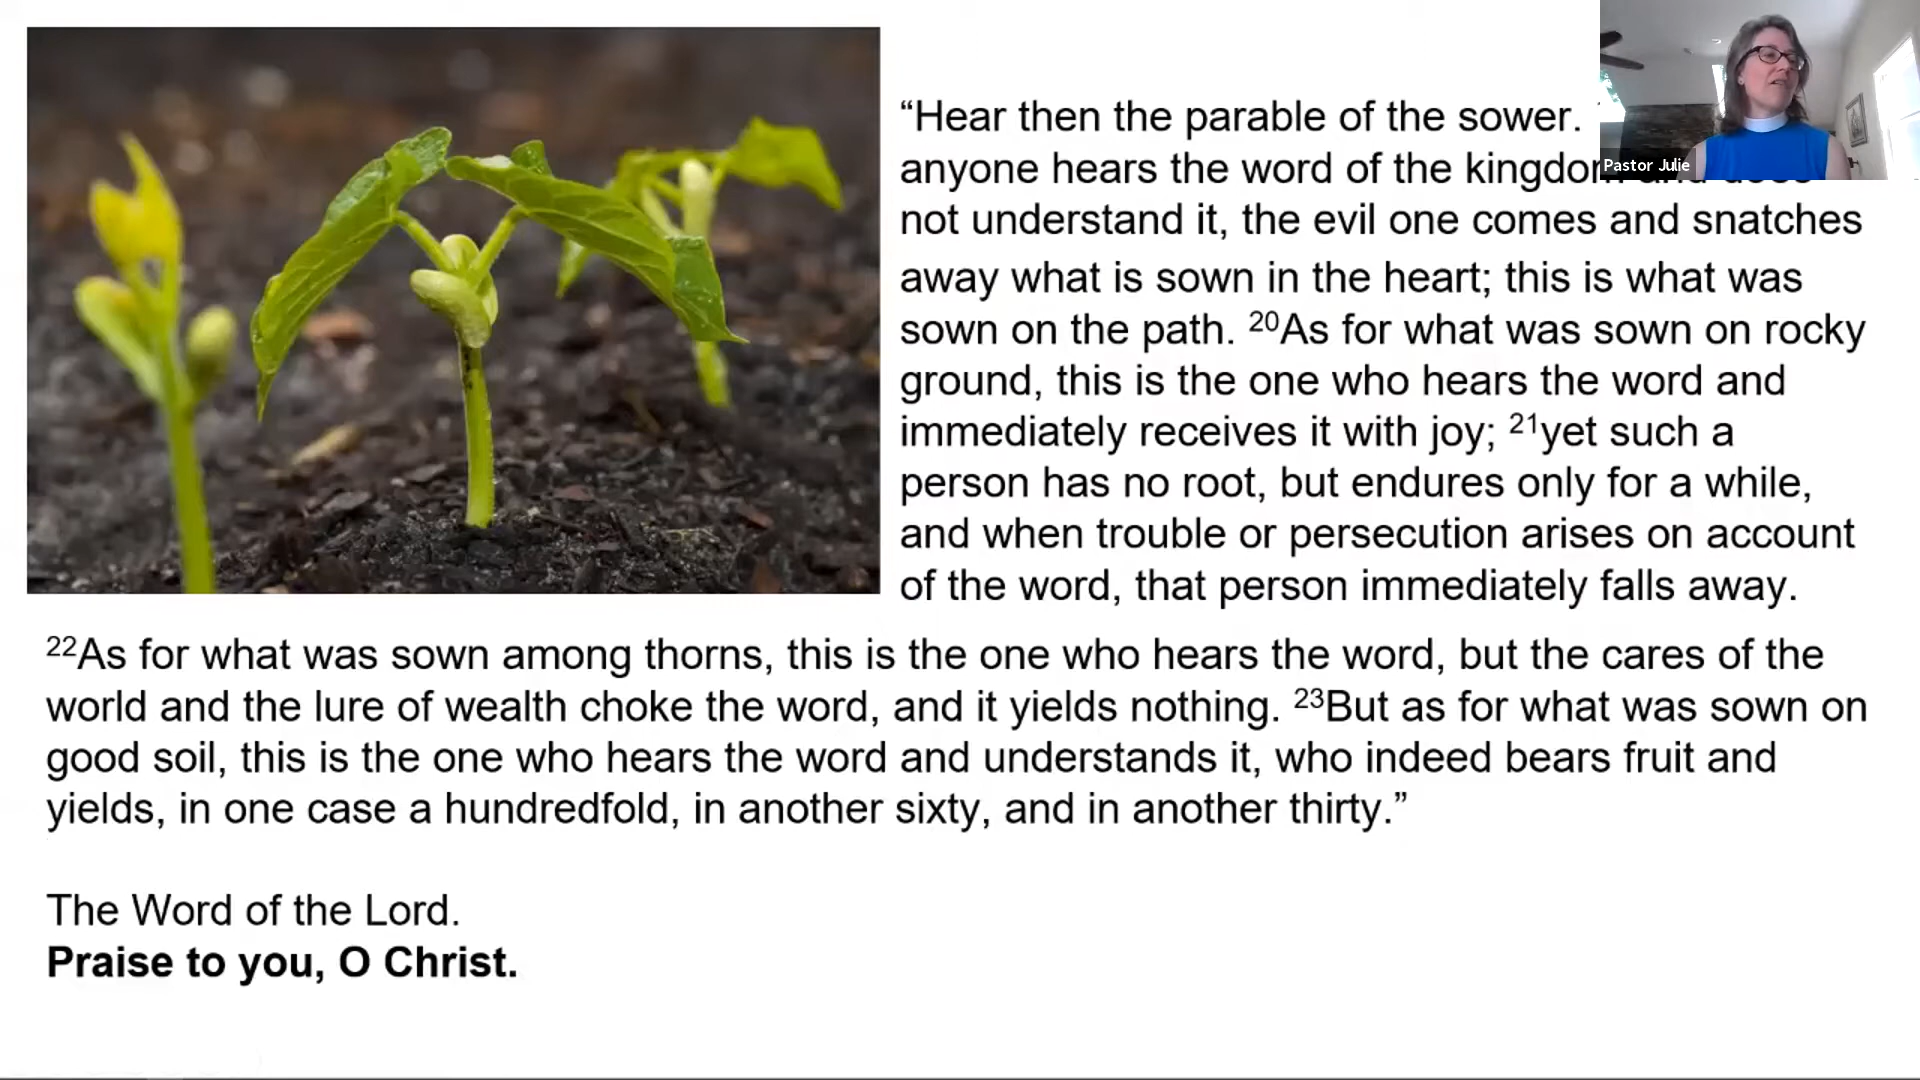 “Hear then the parable of the sower.
anyone hears the word of the kingdom
not understand it, the evil one comes and snatches
away what is sown in the heart; this is what was
sown on the path. 20As for what was sown on rocky
ground, this is the one who hears the word and
immediately receives it with joy; 21yet such a
person has no root, but endures only for a while,
and when trouble or persecution arises on account
of the word, that person immediately falls away.
22As for what was sown among thorns, this is the one who hears the word, but the cares of the
world and the lure of wealth choke the word, and it yields nothing. 23But as for what was sown on
good soil, this is the one who hears the word and understands it, who indeed bears fruit and
yields, in one case a hundredfold, in another sixty, and in another thirty.”
The Word of the Lord.
Praise to you, O Christ.
Pastor Julie